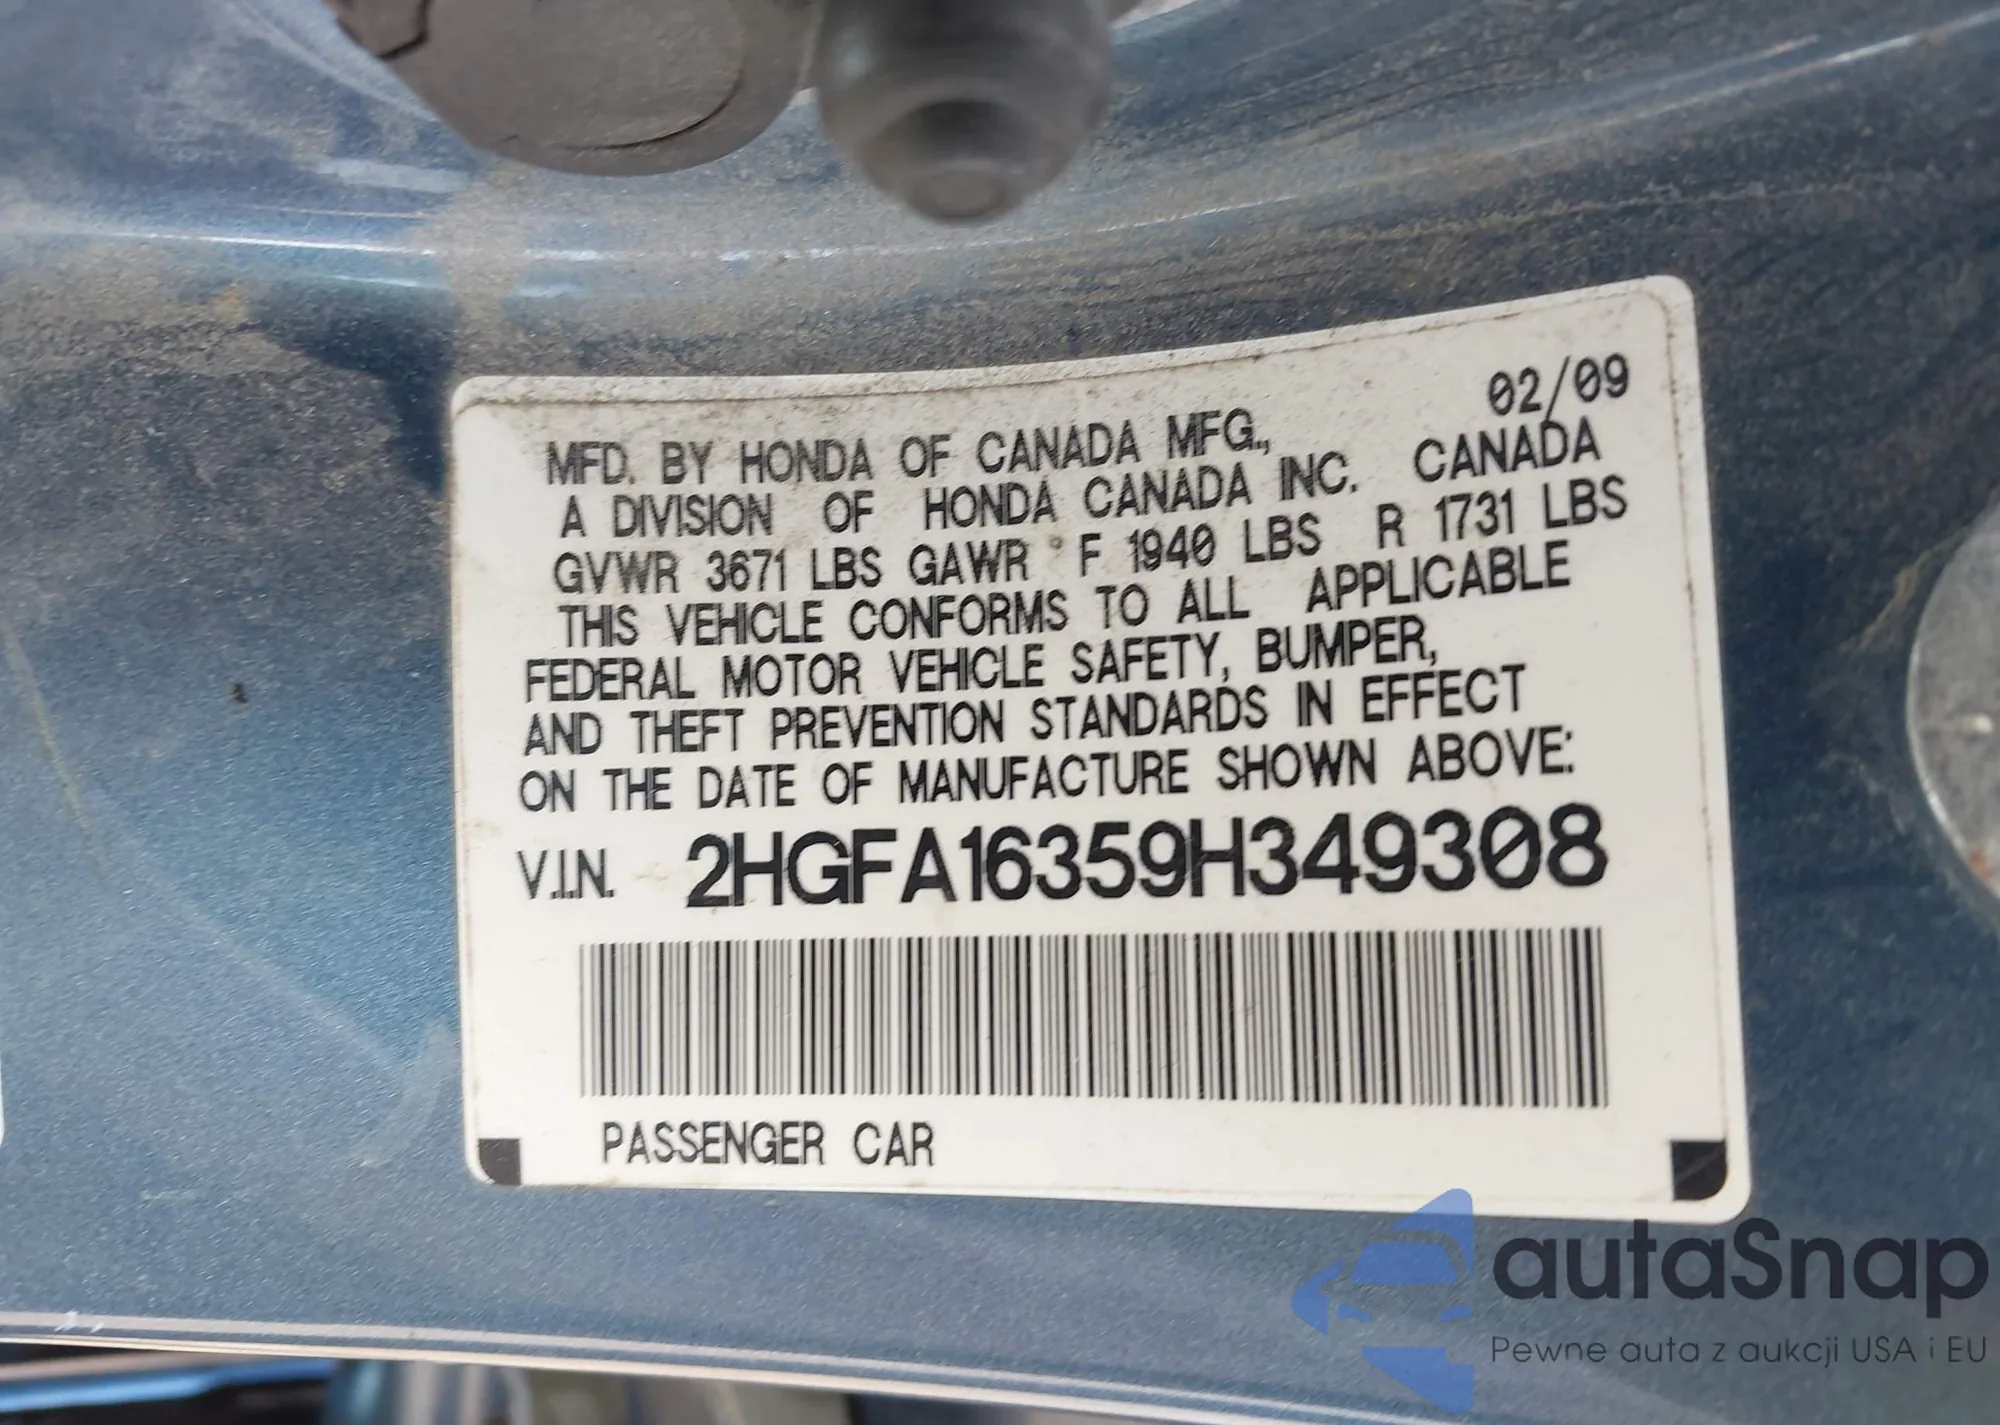 02/09
MFD. BY HONDA OF CANADA MFG.,
A DIVISION OF HONDA CANADA INC. CANADA
GVWR 3671 LBS GAWR F 1940 LBS R 1731 LBS
THIS VEHICLE CONFORMS TO ALL APPLICABLE
FEDERAL MOTOR VEHICLE SAFETY, BUMPER,
AND THEFT PREVENTION STANDARDS IN EFFECT
ON THE DATE OF MANUFACTURE SHOWN ABOVE:
V.I.N. 2HGFA16359H349308
PASSENGER CAR
autaSnap
Pewne auta z aukcji USA i EU